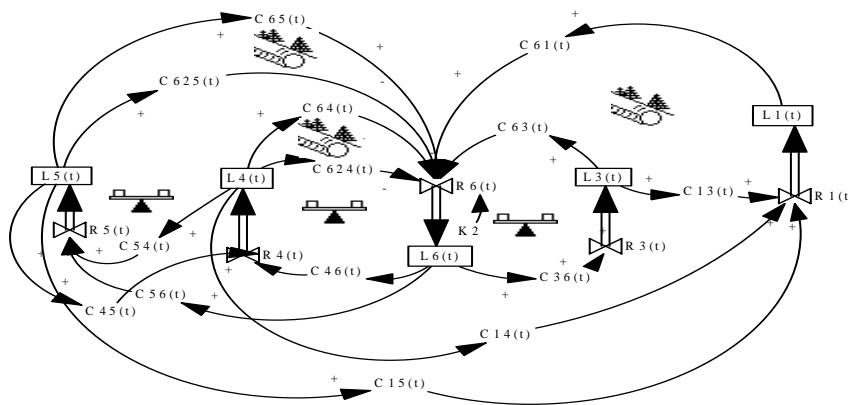 C 65(t)
+
+
+
C 61(t)
+
+
C 625(t)
-
+
+
C 64(t)
+
L 1(t)
C 63(t)
+
-
+
C 624(t)
L 5(t)
L 4(t)
-
R 6(t)
L 3(t)
+
C 13(t)
+
R 1(t
K 2
+
+
R 5(t)
+
C 54(t)
+
R 4(t)
L 6(t)
+
R 3(t)
+
C 46(t)
+
C 36(t)
+
+
C 56(t)
+
+
C 45(t)
+
C 14(t)
+
C 15(t)